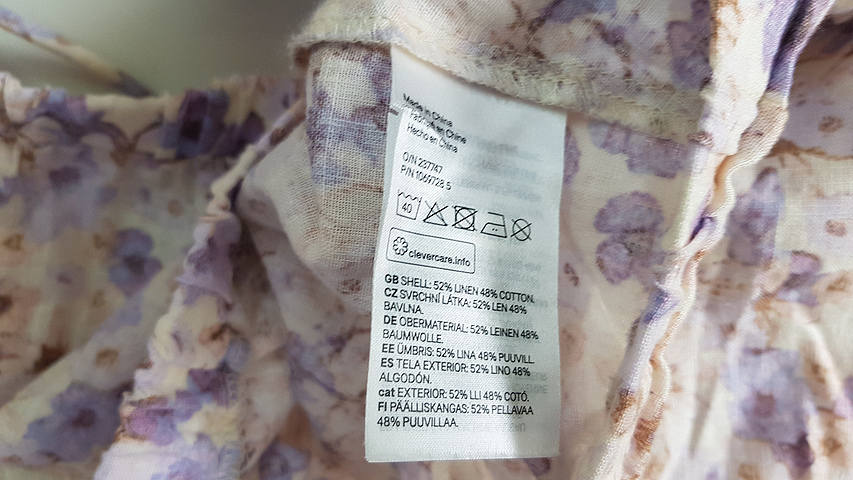 Made in China
Fabriqué en Chine
Hecho en China
O/N 237747
P/N 1069728.5
40
clevercare.info
GB SHELL: 52% LINEN 48% COTTON.
CZ SVRCHNÍ LÁTKA: 52% LEN 48%
BAVLNA.
DE OBERMATERIAL: 52% LEINEN 48%
BAUMWOLLE.
EE ÜMBRIS: 52% LINA 48% PUUVILL.
ES TELA EXTERIOR: 52% LINO 48%
ALGODÓN.
cat EXTERIOR: 52% LLI 48% COTÓ.
FI PÄÄLLISKANGAS: 52% PELLAVAA
48% PUUVILLAA.